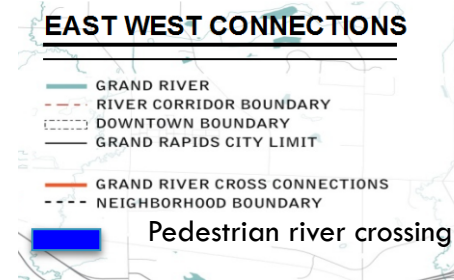 EAST WEST CONNECTIONS
GRAND RIVER
RIVER CORRIDOR BOUNDARY
DOWNTOWN BOUNDARY
GRAND RAPIDS CITY LIMIT
GRAND RIVER CROSS CONNECTIONS
NEIGHBORHOOD BOUNDARY
Pedestrian river crossing